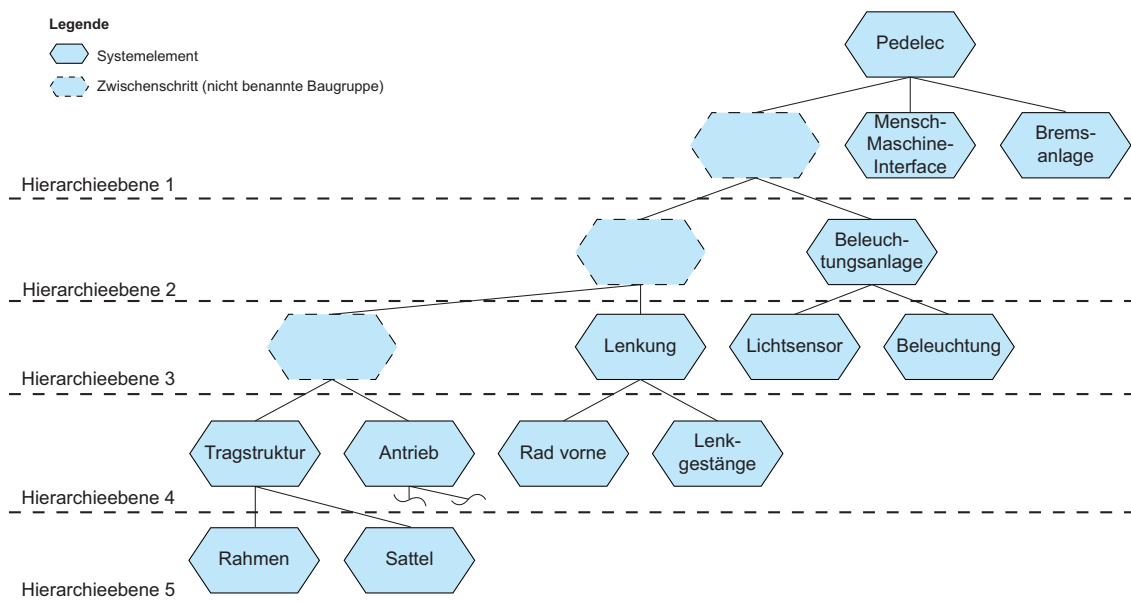 Legende
Systemelement
Zwischenschritt (nicht benannte Baugruppe)
Pedelec
Mensch-
Maschine-
Interface
Brems-
anlage
Hierarchieebene 1
Beleuch-
tungsanlage
Hierarchieebene 2
Lenkung
Lichtsensor
Beleuchtung
Hierarchieebene 3
Tragstruktur
Antrieb
Rad vorne
Lenk-
gestänge
Hierarchieebene 4
Rahmen
Sattel
Hierarchieebene 5